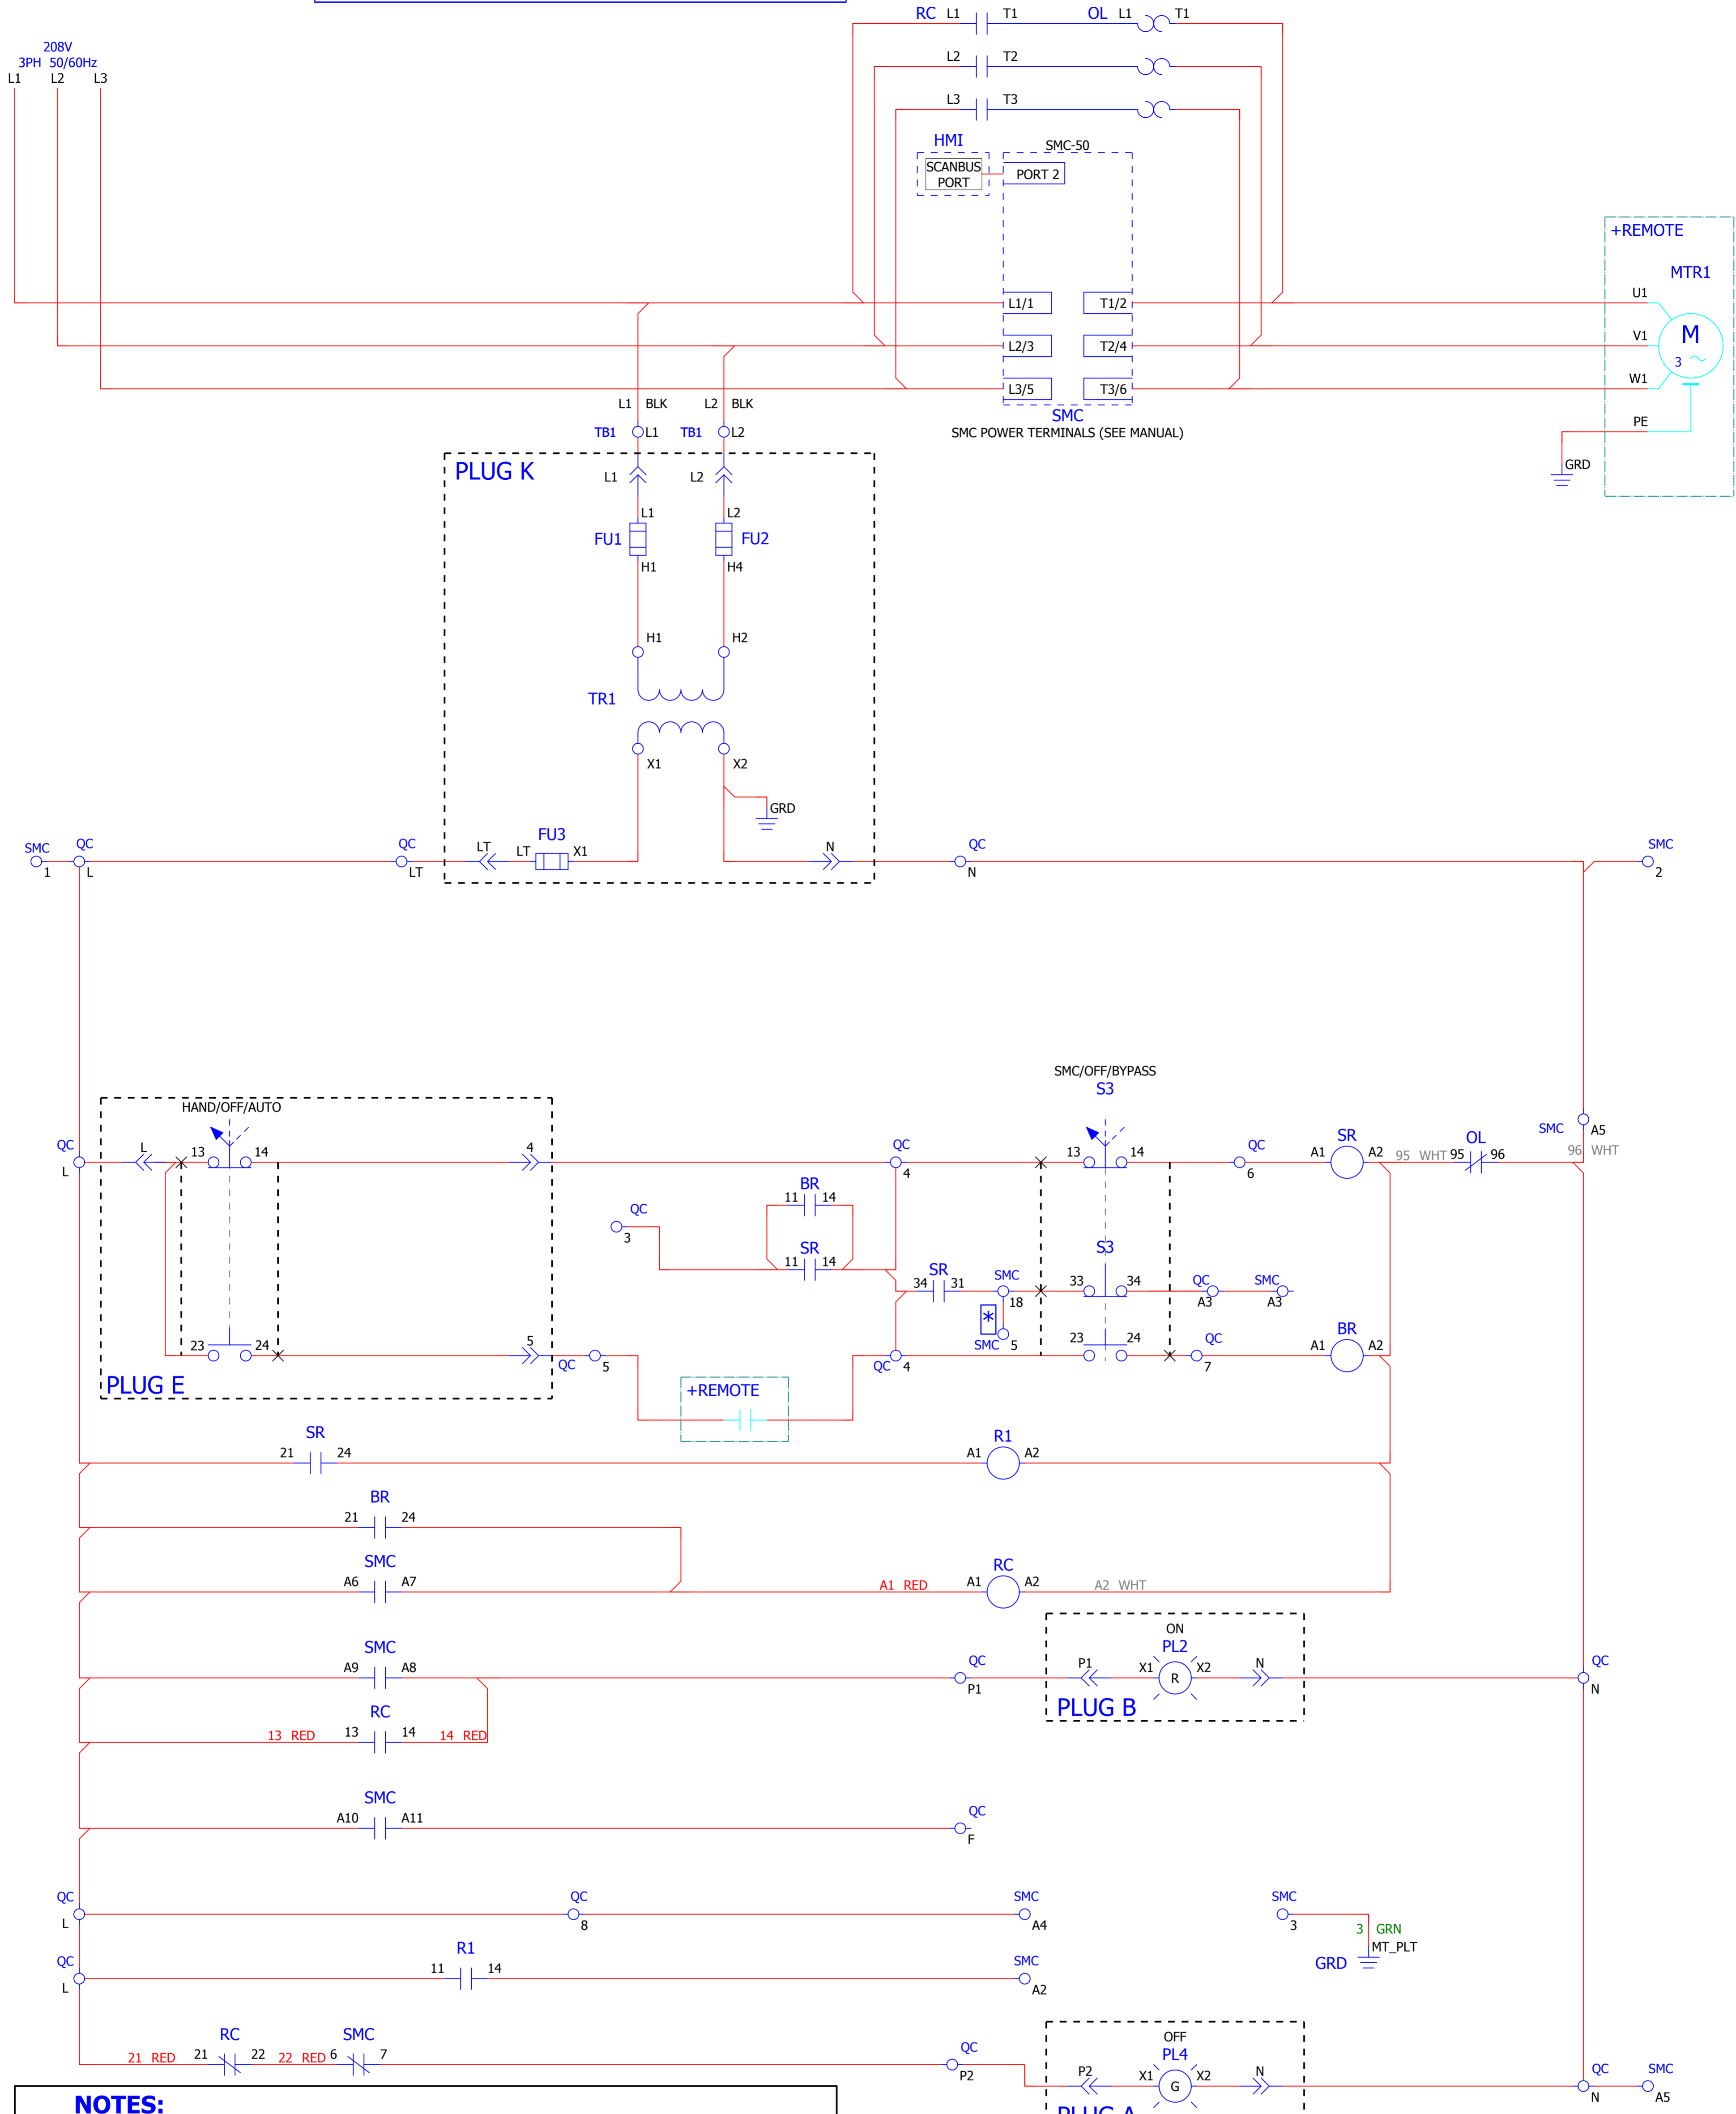 RC L1 T1 OL L1 T1
208V
3PH 50/60Hz
L1 L2 L3
L2 T2
L3 T3
HMI
SMC-50
SCANBUS
PORT
PORT 2
+REMOTE
MTR1
L1/1 T1/2 U1
M
3
L2/3 T2/4 V1
L3/5 T3/6 W1
SMC
SMC POWER TERMINALS (SEE MANUAL)
PE
GRD
L1 BLK L2 BLK
TB1 L1 TB1 L2
PLUG K
L1 L2
L1 L2
FU1 FU2
H1 H4
H1 H2
TR1
X1 X2
GRD
SMC QC QC FU3 QC SMC
LT LT X1 N
1 L LT N 2
SMC/OFF/BYPASS
S3
HAND/OFF/AUTO
QC L 13 14 4 QC 13 14 QC SR OL SMC A5
L 4 6 A1 A2 95 WHT 95 96 96 WHT
BR
11 14
QC
3
SR
11 14
S3
SR
34 31 SMC 33 34 QC SMC
18 A3 A3
*
SMC 5
23 24 5 QC 5 QC 4 23 24 QC 7 BR A1 A2
PLUG E
+REMOTE
SR R1
21 24 A1 A2
BR
21 24
SMC RC
A6 A7 A1 RED A1 A2 A2 WHT
ON
SMC PL2
A9 A8 QC P1 X1 R X2 N QC
P1 N
PLUG B
RC
13 RED 13 14 14 RED
SMC
A10 A11 QC
F
QC QC SMC SMC
L 8 A4 3
3 GRN
MT_PLT
GRD
QC R1 SMC
L 11 14 A2
OFF
RC SMC PL4
21 RED 21 22 22 RED 6 7 QC P2 X1 G X2 N QC SMC
P2 N A5
NOTES:
PLUG A